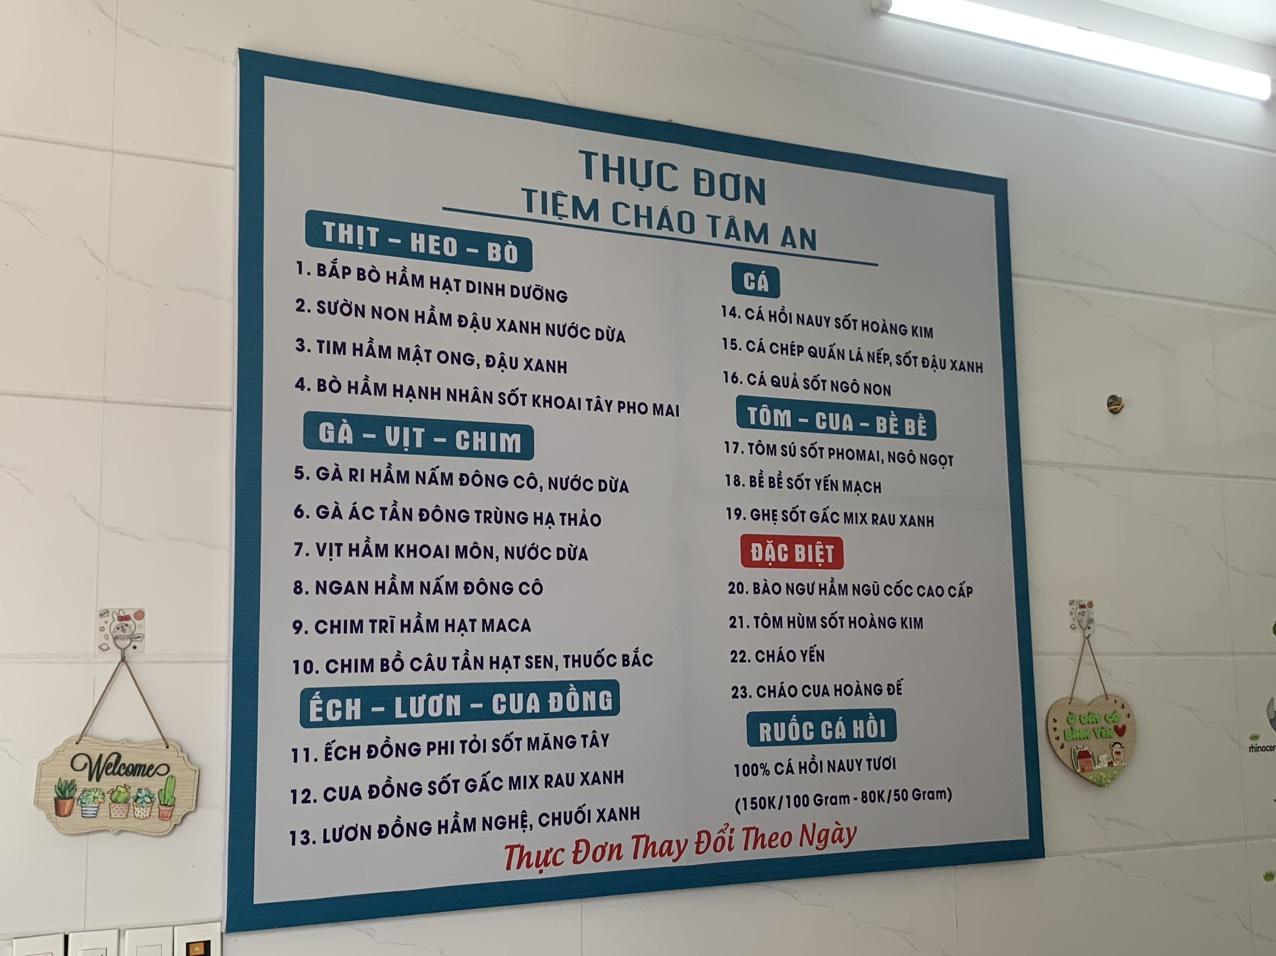 THỰC ĐƠN
TIỆM CHÁO TÂM AN
THỊT - HEO - BÒ
1. BẮP BÒ HẦM HẠT DINH DƯỠNG
2. SƯỜN NON HẦM ĐẬU XANH NƯỚC DỪA
3. TIM HẦM MẬT ONG, ĐẬU XANH
4. BÒ HẦM HẠNH NHÂN SỐT KHOAI TÂY PHO MAI
GÀ - VỊT - CHIM
5. GÀ RI HẦM NẤM ĐÔNG CÔ, NƯỚC DỪA
6. GÀ ÁC TẦN ĐÔNG TRÙNG HẠ THẢO
7. VỊT HẦM KHOAI MÔN, NƯỚC DỪA
8. NGAN HẦM NẤM ĐÔNG CÔ
9. CHIM TRĨ HẦM HẠT MACA
10. CHIM BỒ CÂU TẦN HẠT SEN, THUỐC BẮC
ẾCH - LƯƠN - CUA ĐỒNG
11. ẾCH ĐỒNG PHI TỎI SỐT MĂNG TÂY
12. CUA ĐỒNG SỐT GẤC MIX RAU XANH
13. LƯƠN ĐỒNG HẦM NGHỆ, CHUỐI XANH
CÁ
14. CÁ HỒI NAUY SỐT HOÀNG KIM
15. CÁ CHÉP QUẤN LÁ NẾP, SỐT ĐẬU XANH
16. CÁ QUẢ SỐT NGÔ NON
TÔM - CUA - BỀ BỀ
17. TÔM SÚ SỐT PHOMAI, NGÔ NGỌT
18. BỀ BỀ SỐT YẾN MẠCH
19. GHẸ SỐT GẤC MIX RAU XANH
ĐẶC BIỆT
20. BÀO NGƯ HẦM NGŨ CỐC CAO CẤP
21. TÔM HÙM SỐT HOÀNG KIM
22. CHÁO YẾN
23. CHÁO CUA HOÀNG ĐẾ
RUỐC CÁ HỒI
100% CÁ HỒI NAUY TƯƠI
(150K/100 Gram - 80K/50 Gram)
Thực Đơn Thay Đổi Theo Ngày
Welcome
Ở ĐÂY CÓ
BÌNH YÊN